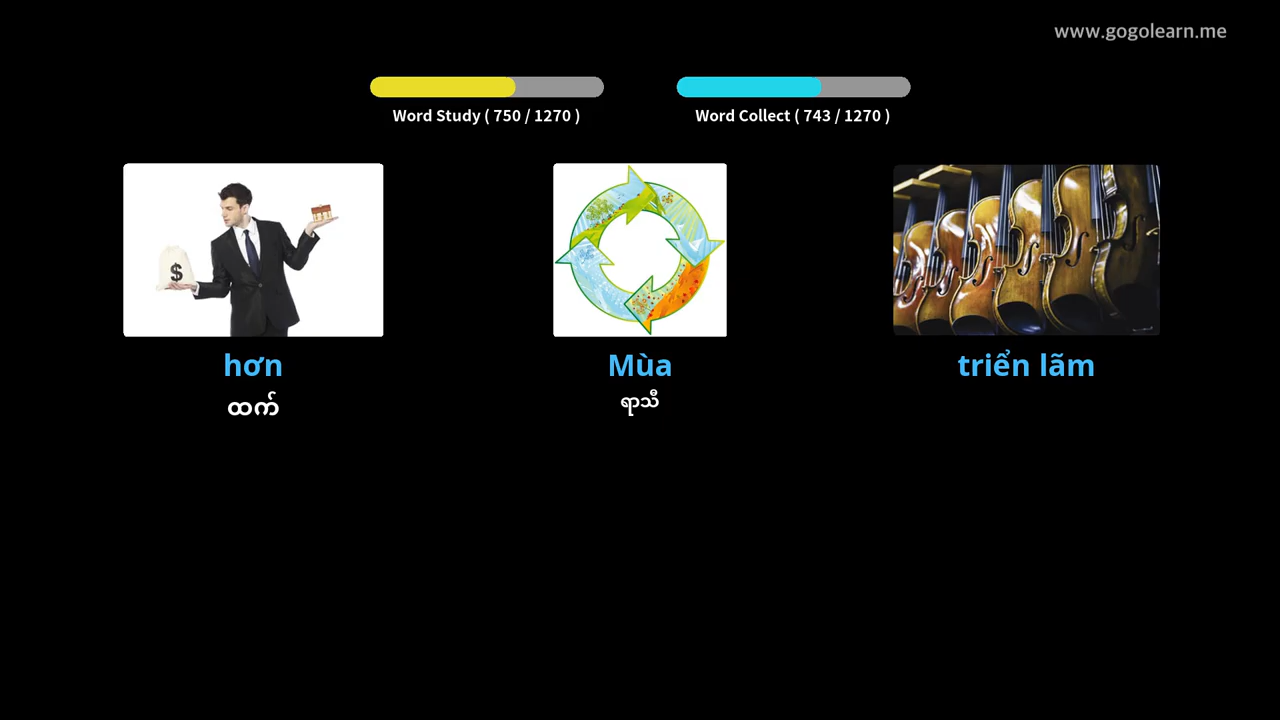 www.gogolearn.me
Word Study ( 750 / 1270 )
Word Collect ( 743 / 1270 )
$
hơn
Mùa
triển lãm
ထက်
ရာသီ